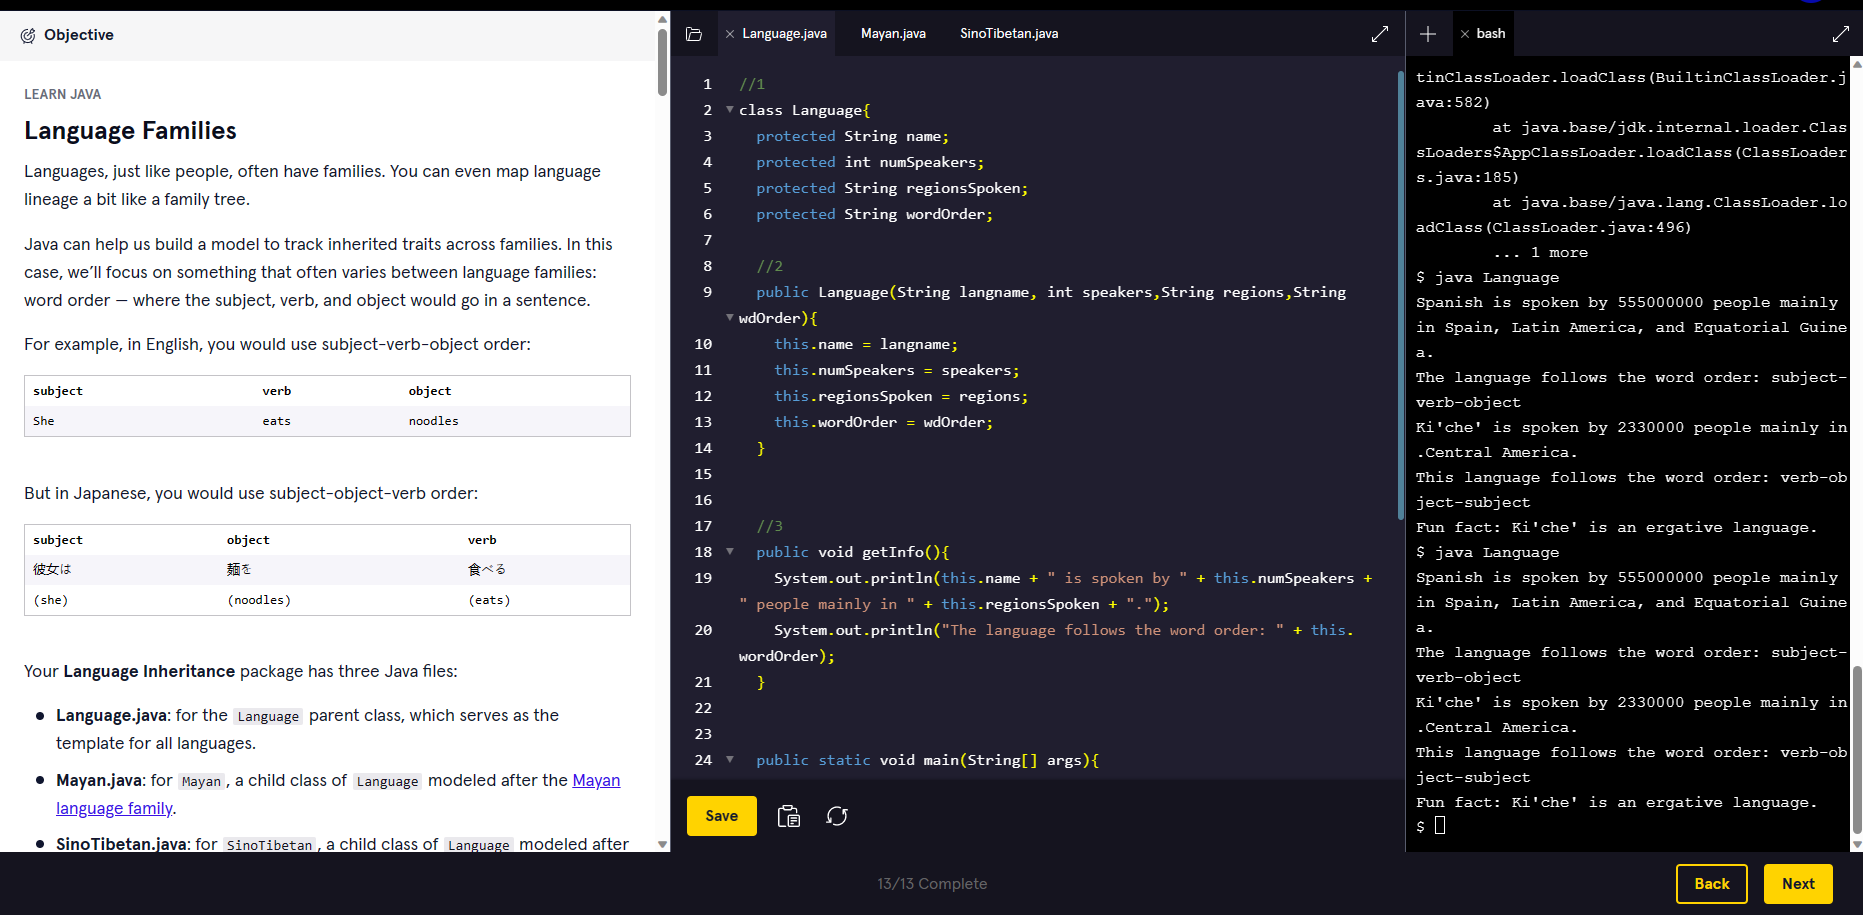 Objective
LEARN JAVA
Language Families
Languages, just like people, often have families. You can even map language
lineage a bit like a family tree.
Java can help us build a model to track inherited traits across families. In this
case, we’ll focus on something that often varies between language families:
word order — where the subject, verb, and object would go in a sentence.
For example, in English, you would use subject-verb-object order:
subject verb object
She eats noodles
But in Japanese, you would use subject-object-verb order:
subject object verb
彼女は 麺を 食べる
(she) (noodles) (eats)
Your Language Inheritance package has three Java files:
Language.java: for the Language parent class, which serves as the
template for all languages.
Mayan.java: for Mayan, a child class of Language modeled after the Mayan
language family.
SinoTibetan.java: for SinoTibetan, a child class of Language modeled after
Language.java Mayan.java SinoTibetan.java
1 //1
2 class Language{
3 protected String name;
4 protected int numSpeakers;
5 protected String regionsSpoken;
6 protected String wordOrder;
7
8 //2
9 public Language(String langname, int speakers,String regions,String
wdOrder){
10 this.name = langname;
11 this.numSpeakers = speakers;
12 this.regionsSpoken = regions;
13 this.wordOrder = wdOrder;
14 }
15
16
17 //3
18 public void getInfo(){
19 System.out.println(this.name + " is spoken by " + this.numSpeakers +
" people mainly in " + this.regionsSpoken + ".");
20 System.out.println("The language follows the word order: " + this.
wordOrder);
21 }
22
23
24 public static void main(String[] args){
Save
bash
tinClassLoader.loadClass(BuiltinClassLoader.j
ava:582)
at java.base/jdk.internal.loader.Clas
sLoaders$AppClassLoader.loadClass(ClassLoader
s.java:185)
at java.base/java.lang.ClassLoader.lo
adClass(ClassLoader.java:496)
... 1 more
$ java Language
Spanish is spoken by 555000000 people mainly
in Spain, Latin America, and Equatorial Guine
a.
The language follows the word order: subject-
verb-object
Ki'che' is spoken by 2330000 people mainly in
.Central America.
This language follows the word order: verb-ob
ject-subject
Fun fact: Ki'che' is an ergative language.
$ java Language
Spanish is spoken by 555000000 people mainly
in Spain, Latin America, and Equatorial Guine
a.
The language follows the word order: subject-
verb-object
Ki'che' is spoken by 2330000 people mainly in
.Central America.
This language follows the word order: verb-ob
ject-subject
Fun fact: Ki'che' is an ergative language.
$
13/13 Complete
Back
Next